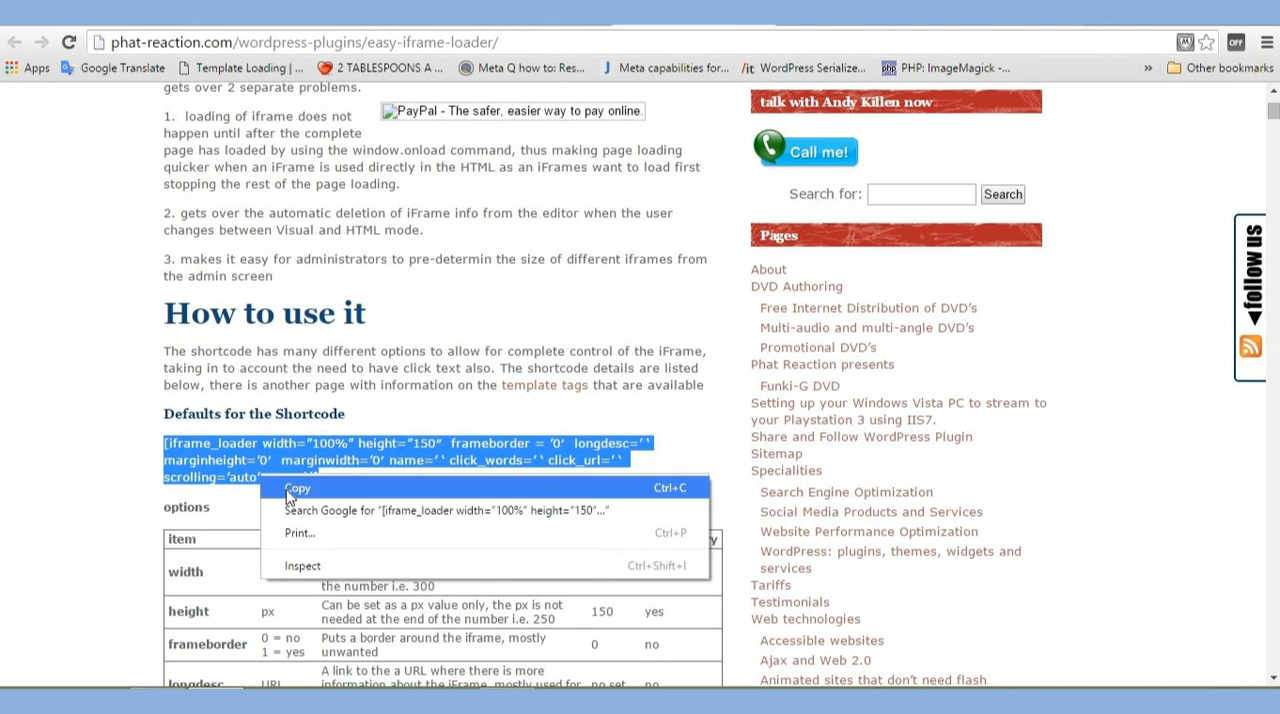 phat-reaction.com/wordpress-plugins/easy-iframe-loader/
OFF
Apps
Google Translate
Template Loading | ...
2 TABLESPOONS A ...
Meta Q how to: Res...
Meta capabilities for...
/it WordPress Serialize...
php PHP: ImageMagick -...
»
Other bookmarks
gets over 2 separate problems.
PayPal - The safer, easier way to pay online.
1. loading of iframe does not
happen until after the complete
page has loaded by using the window.onload command, thus making page loading
quicker when an iFrame is used directly in the HTML as an iFrames want to load first
stopping the rest of the page loading.
2. gets over the automatic deletion of iFrame info from the editor when the user
changes between Visual and HTML mode.
3. makes it easy for administrators to pre-determin the size of different iframes from
the admin screen
How to use it
The shortcode has many different options to allow for complete control of the iFrame,
taking in to account the need to have click text also. The shortcode details are listed
below, there is another page with information on the template tags that are available
Defaults for the Shortcode
[iframe_loader width="100%" height="150" frameborder = '0' longdesc=''
marginheight='0' marginwidth='0' name='' click_words='' click_url=''
scrolling='auto'
Copy Ctrl+C
Search Google for "[iframe_loader width="100%" height="150"..."
Print... Ctrl+P
Inspect Ctrl+Shift+I
options
item
width
the number i.e. 300
height px Can be set as a px value only, the px is not 150 yes
needed at the end of the number i.e. 250
frameborder 0 = no Puts a border around the iframe, mostly 0 no
1 = yes unwanted
longdesc URL A link to the a URL where there is more no set no
information about the iFrame, mostly used for
talk with Andy Killen now
Call me!
Search for: Search
Pages
About
DVD Authoring
Free Internet Distribution of DVD's
Multi-audio and multi-angle DVD's
Promotional DVD's
Phat Reaction presents
Funki-G DVD
Setting up your Windows Vista PC to stream to
your Playstation 3 using IIS7.
Share and Follow WordPress Plugin
Sitemap
Specialities
Search Engine Optimization
Social Media Products and Services
Website Performance Optimization
WordPress: plugins, themes, widgets and
services
Tariffs
Testimonials
Web technologies
Accessible websites
Ajax and Web 2.0
Animated sites that don't need flash
follow us